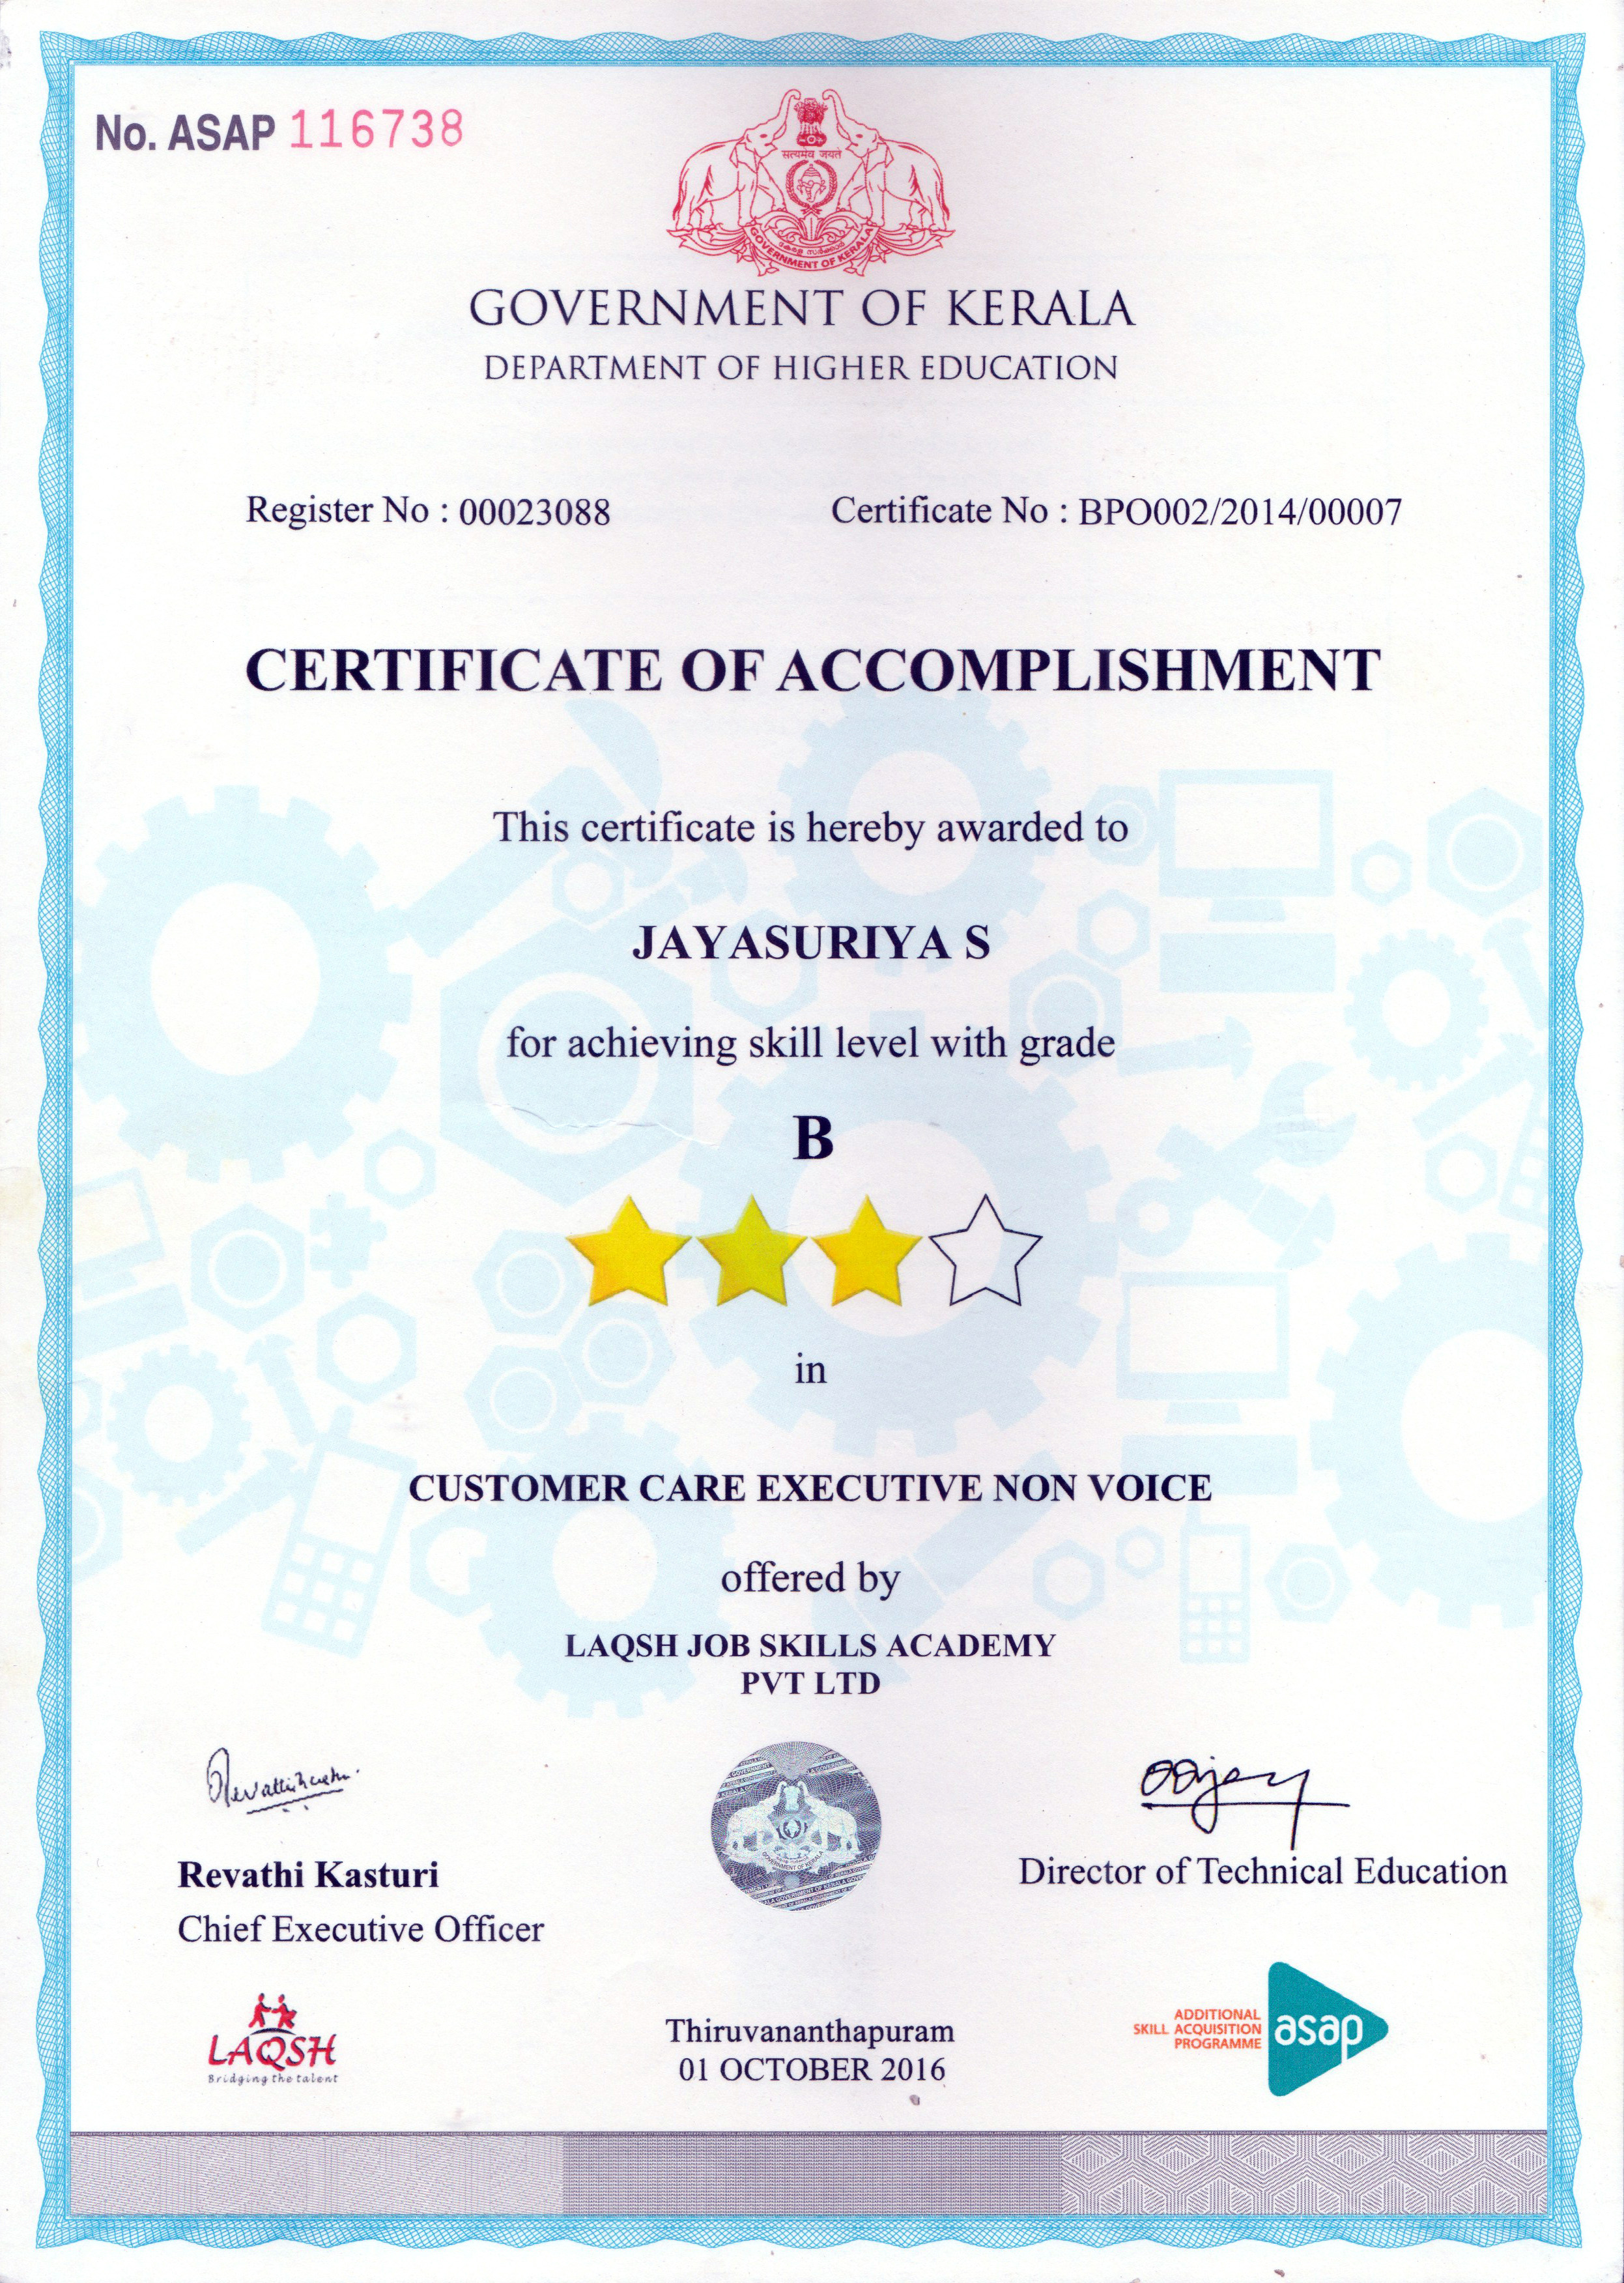 No. ASAP 116738
सत्यमेव जयते
GOVERNMENT OF KERALA
GOVERNMENT OF KERALA
DEPARTMENT OF HIGHER EDUCATION
Register No : 00023088
Certificate No : BPO002/2014/00007
CERTIFICATE OF ACCOMPLISHMENT
This certificate is hereby awarded to
JAYASURIYA S
for achieving skill level with grade
B
in
CUSTOMER CARE EXECUTIVE NON VOICE
offered by
LAQSH JOB SKILLS ACADEMY
PVT LTD
Revathi Kasturi
Chief Executive Officer
GOVERNMENT OF KERALA
Director of Technical Education
LAQSH
Bridging the talent
Thiruvananthapuram
01 OCTOBER 2016
ADDITIONAL
SKILL ACQUISITION
PROGRAMME
asap